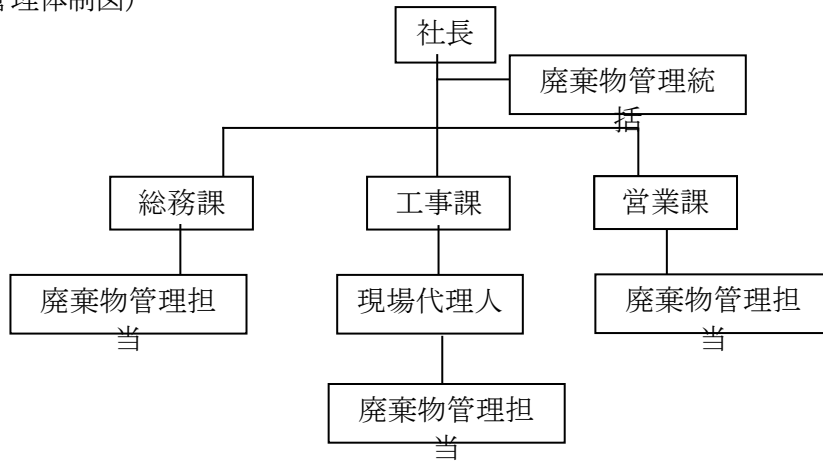 管理体制図)
社長
廃棄物管理統
括
総務課
工事課
営業課
廃棄物管理担
当
現場代理人
廃棄物管理担
当
廃棄物管理担
当